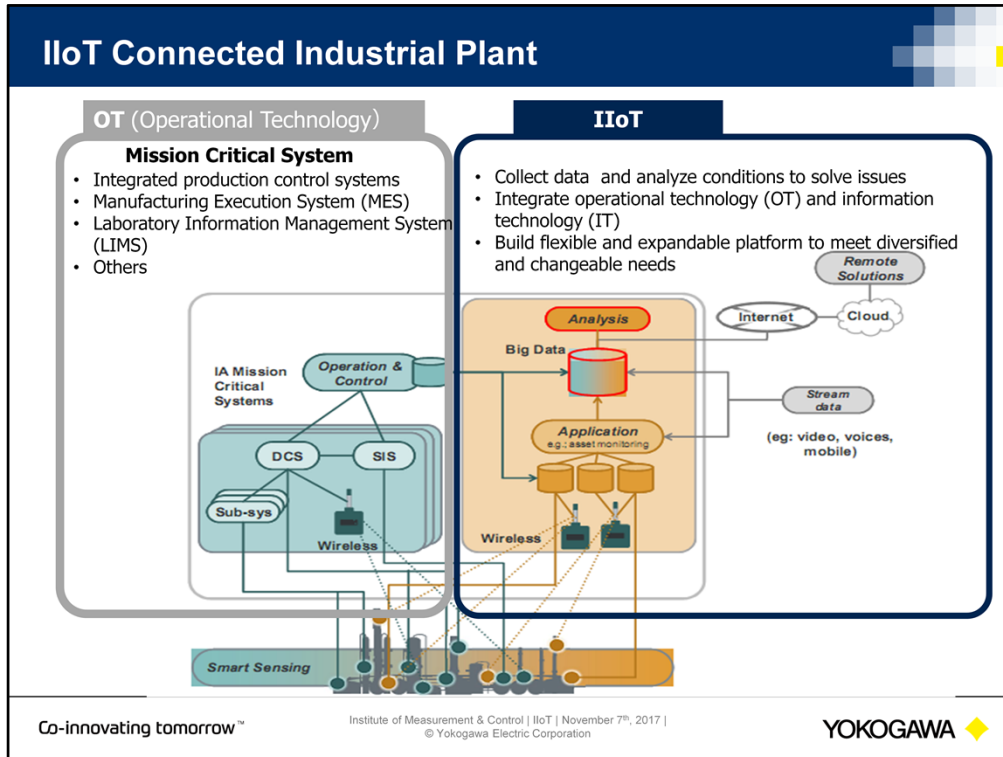 IIoT Connected Industrial Plant
OT (Operational Technology)
Mission Critical System
• Integrated production control systems
• Manufacturing Execution System (MES)
• Laboratory Information Management System
(LIMS)
• Others
IIoT
• Collect data and analyze conditions to solve issues
• Integrate operational technology (OT) and information
technology (IT)
• Build flexible and expandable platform to meet diversified
and changeable needs
Remote
Solutions
Internet
Cloud
Analysis
Big Data
IA Mission
Critical
Systems
Operation &
Control
Stream
data
(eg: video, voices,
mobile)
Application
e.g.; asset monitoring
DCS
SIS
Sub-sys
Wireless
Wireless
Smart Sensing
Co-innovating tomorrow™
Institute of Measurement & Control | IIoT | November 7th, 2017 |
© Yokogawa Electric Corporation
YOKOGAWA